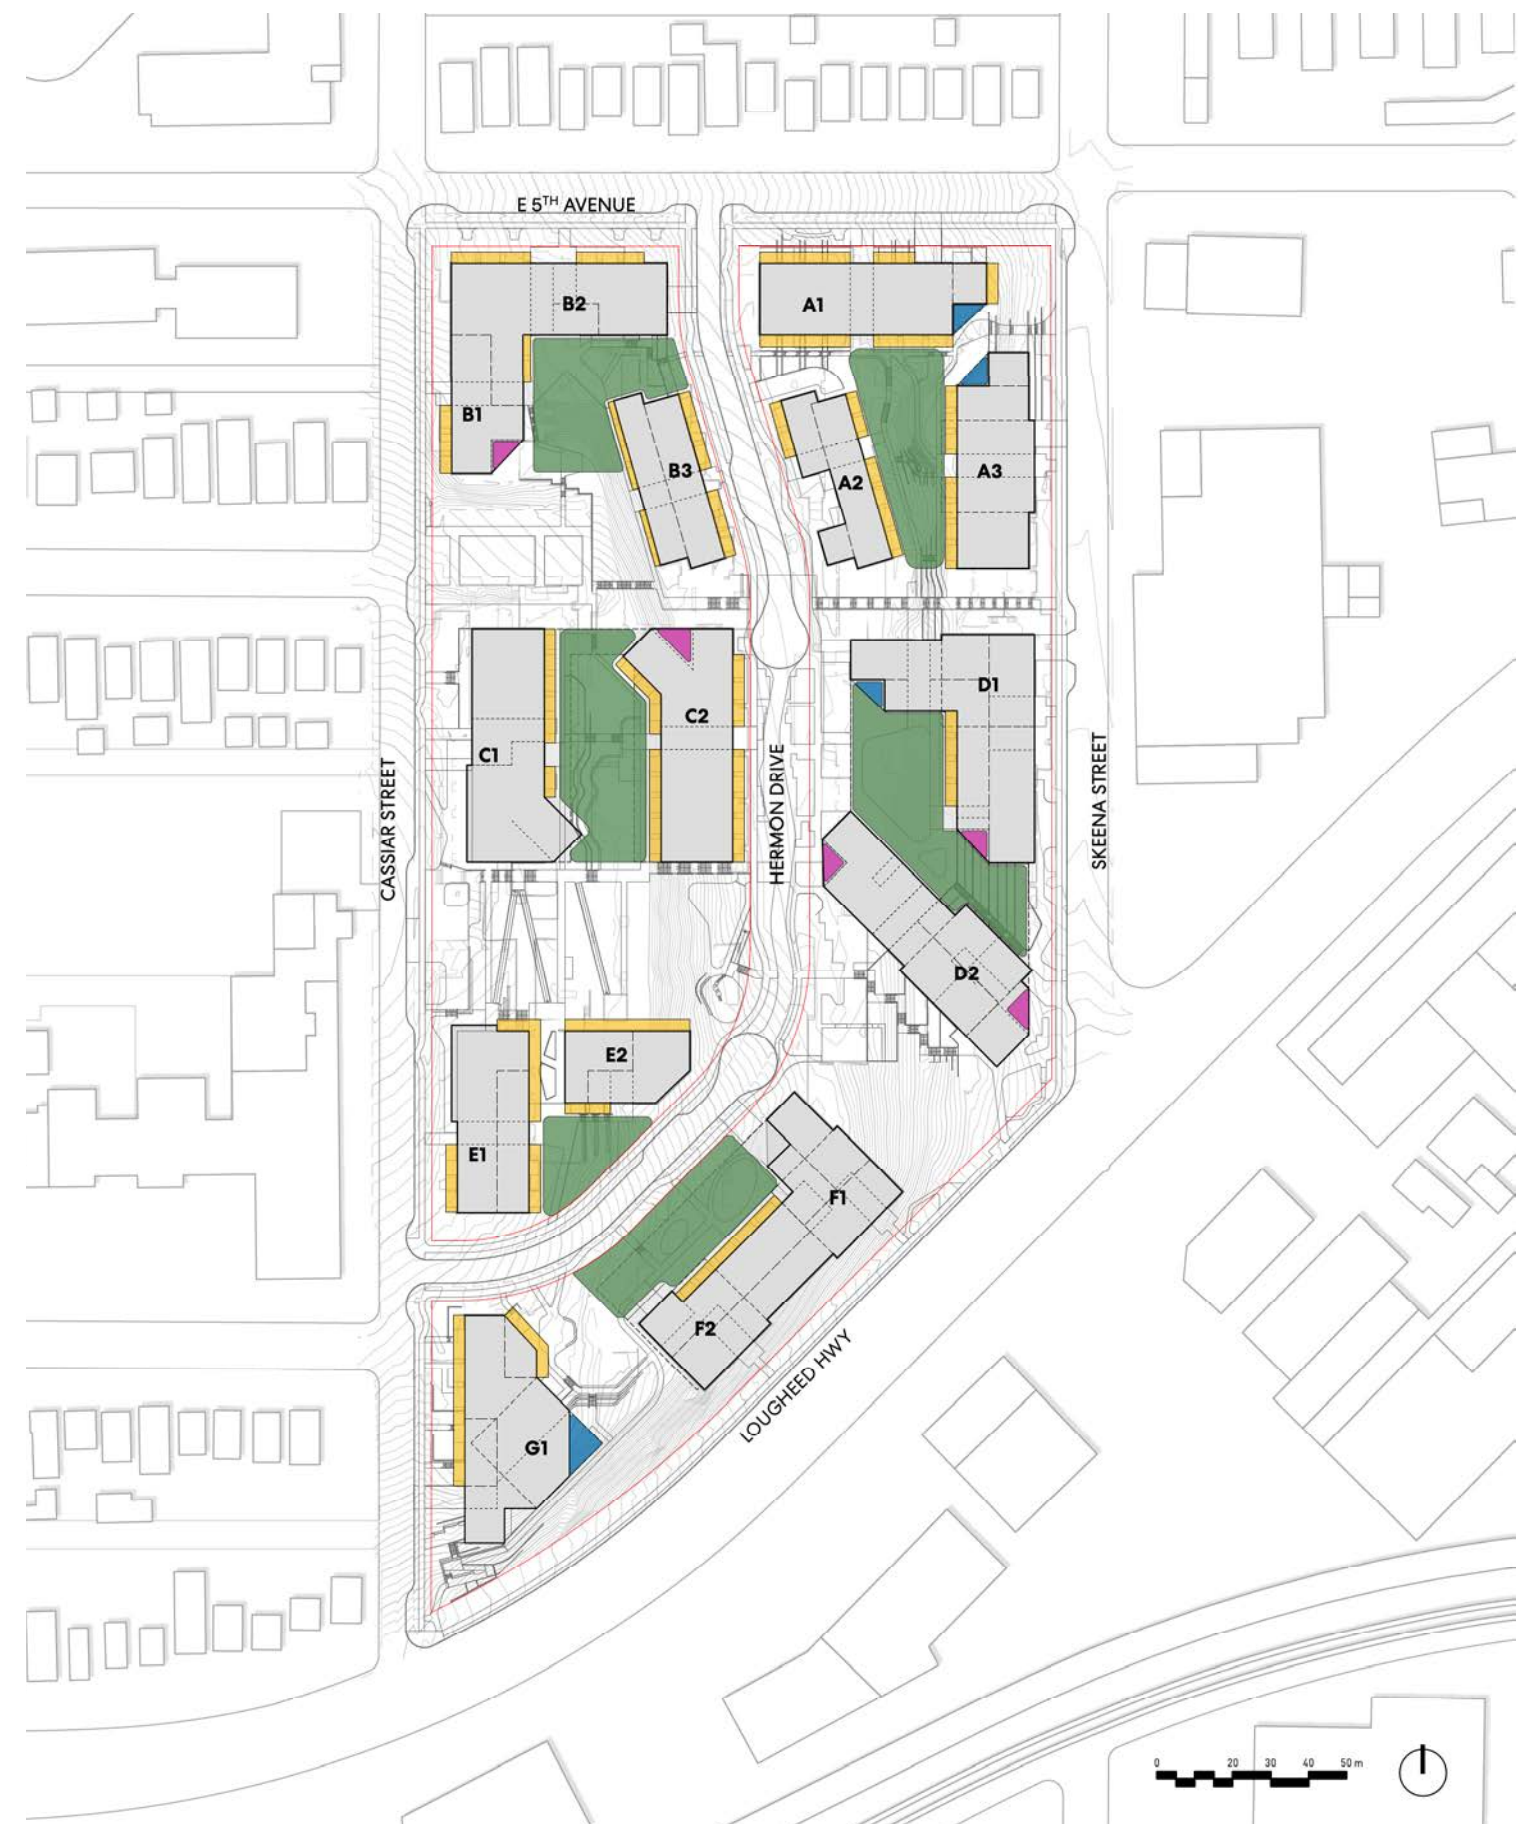 E 5TH AVENUE
B2
A1
B1
B3
A2
A3
D1
C2
C1
CASSIAR STREET
HERMON DRIVE
SKEENA STREET
D2
E2
E1
F1
F2
LOUGHEED HWY
G1
0 20 30 40 50 m